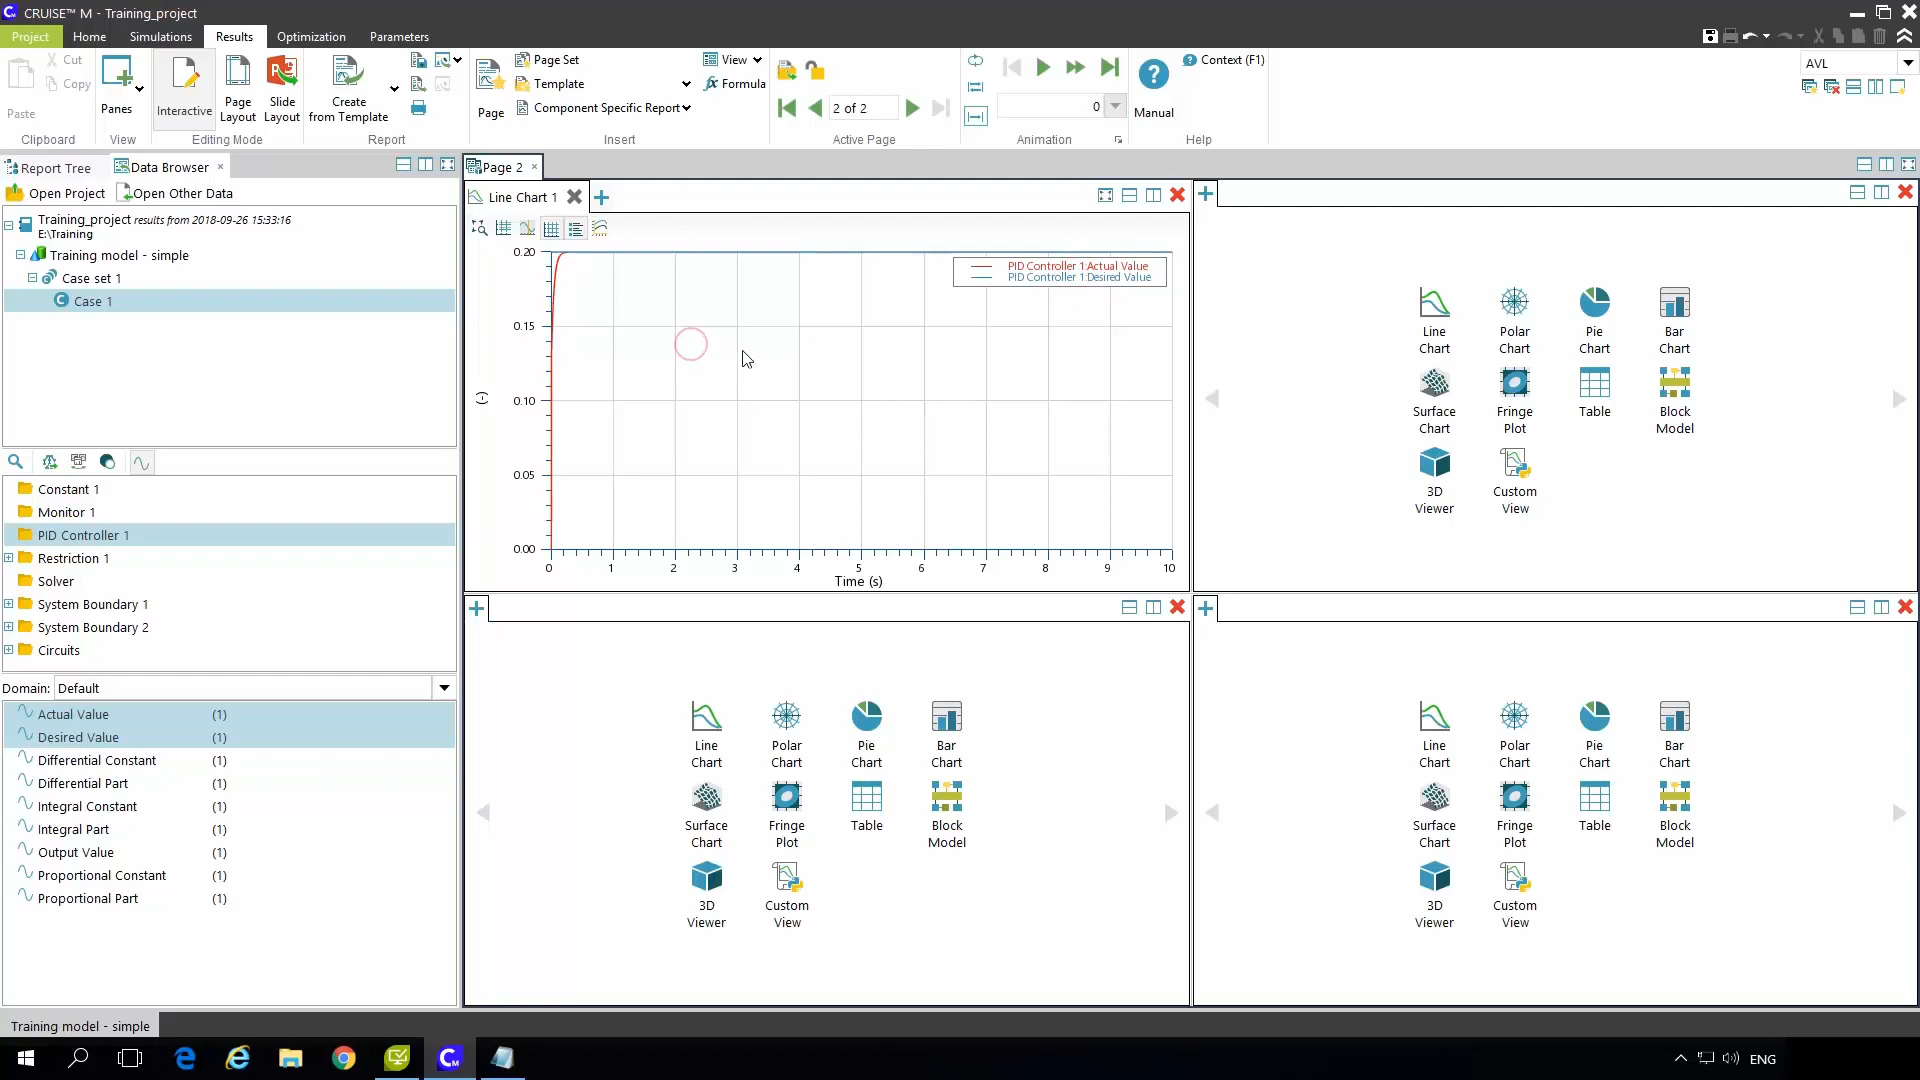 CRUISE™ M - Training_project
Project Home Simulations Results Optimization Parameters
Paste
Cut
Copy
Clipboard
Panes
View
Interactive
Page Layout
Slide Layout
Editing Mode
Create from Template
Report
Page
Page Set
Template
Component Specific Report
View
fx Formula
Insert
2 of 2
Active Page
0
Animation
Manual
Context (F1)
Help
AVL
Report Tree
Data Browser
Open Project
Open Other Data
Training_project results from 2018-09-26 15:33:16
E:\Training
Training model - simple
Case set 1
C Case 1
Constant 1
Monitor 1
PID Controller 1
Restriction 1
Solver
System Boundary 1
System Boundary 2
Circuits
Domain: Default
Actual Value (1)
Desired Value (1)
Differential Constant (1)
Differential Part (1)
Integral Constant (1)
Integral Part (1)
Output Value (1)
Proportional Constant (1)
Proportional Part (1)
Page 2
Line Chart 1
0.20
0.15
0.10
0.05
0.00
(-)
0 1 2 3 4 5 6 7 8 9 10
Time (s)
PID Controller 1:Actual Value
PID Controller 1:Desired Value
Line Chart
Polar Chart
Pie Chart
Bar Chart
Surface Chart
Fringe Plot
Table
Block Model
3D Viewer
Custom View
Line Chart
Polar Chart
Pie Chart
Bar Chart
Surface Chart
Fringe Plot
Table
Block Model
3D Viewer
Custom View
Line Chart
Polar Chart
Pie Chart
Bar Chart
Surface Chart
Fringe Plot
Table
Block Model
3D Viewer
Custom View
Training model - simple
ENG